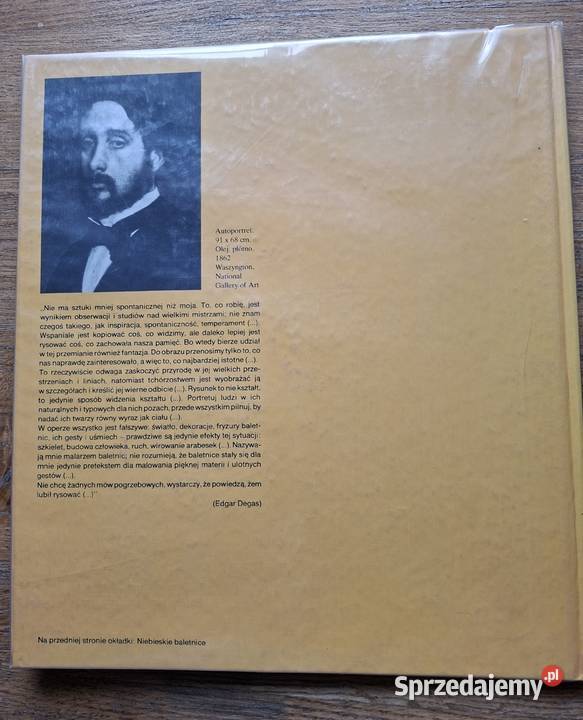 Autoportret.
91 x 68 cm.
Olej, płótno.
1862
Waszyngton,
National
Gallery of Art
„Nie ma sztuki mniej spontanicznej niż moja. To, co robię, jest
wynikiem obserwacji i studiów nad wielkimi mistrzami; nie znam
czegoś takiego, jak inspiracja, spontaniczność, temperament (...).
Wspaniale jest kopiować coś, co widzimy, ale daleko lepiej jest
rysować coś, co zachowała nasza pamięć. Bo wtedy bierze udział
w tej przemianie również fantazja. Do obrazu przenosimy tylko to, co
nas naprawdę zainteresowało, a więc to, co najbardziej istotne (...).
To rzeczywiście odwaga zaskoczyć przyrodę w jej wielkich prze-
strzeniach i liniach, natomiast tchórzostwem jest wyobrażać ją
w szczegółach i kreślić jej wierne odbicie (...). Rysunek to nie kształt,
to jedynie sposób widzenia kształtu (...). Portretuj ludzi w ich
naturalnych i typowych dla nich pozach, przede wszystkim pilnuj, by
nadać ich twarzy równy wyraz jak ciału (...).
W operze wszystko jest fałszywe: światło, dekoracje, fryzury balet-
nic, ich gesty i uśmiech – prawdziwe są jedynie efekty tej sytuacji:
szkielet, budowa człowieka, ruch, wirowanie arabesek (...). Nazywa-
ją mnie malarzem baletnic; nie rozumieją, że baletnice stały się dla
mnie jedynie pretekstem dla malowania pięknej materii i ulotnych
gestów (...).
Nie chcę żadnych mów pogrzebowych, wystarczy, że powiedzą, żem
lubił rysować (...)”
(Edgar Degas)
Na przedniej stronie okładki: Niebieskie baletnice
Sprzedajemy.pl